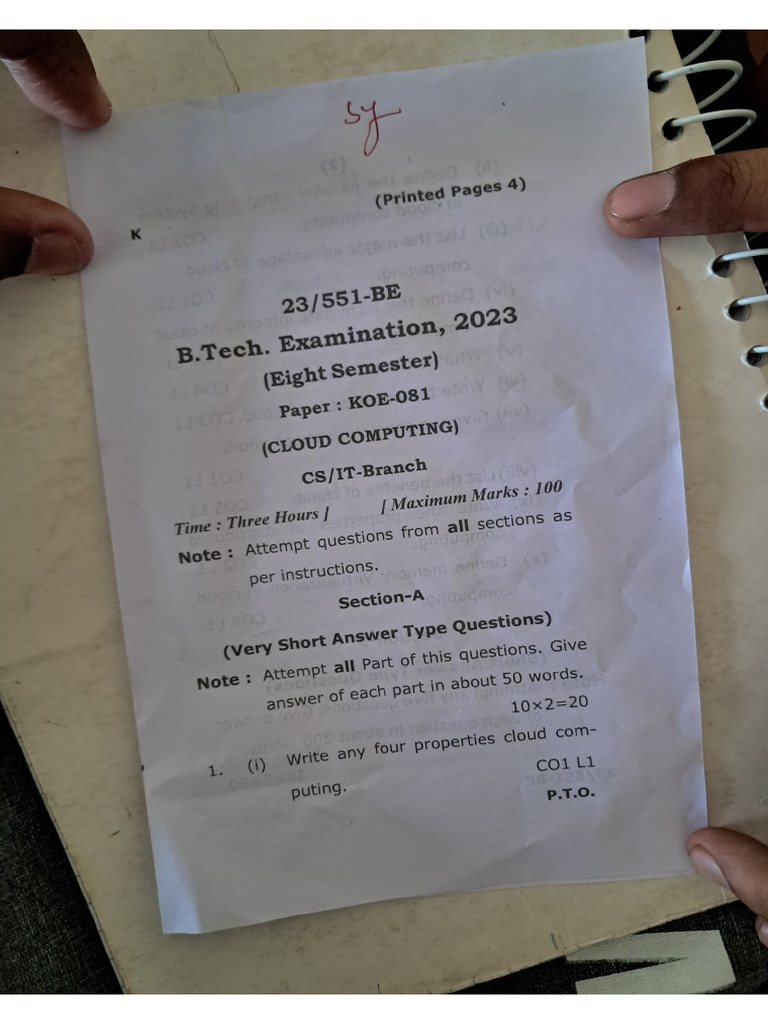 (Printed Pages 4)
K
23/551-BE
B.Tech. Examination, 2023
(Eight Semester)
Paper : KOE-081
(CLOUD COMPUTING)
CS/IT-Branch
Time : Three Hours ] [ Maximum Marks : 100
Note : Attempt questions from all sections as
per instructions.
Section-A
(Very Short Answer Type Questions)
Note : Attempt all Part of this questions. Give
answer of each part in about 50 words.
10×2=20
1. (i) Write any four properties cloud com-
puting. CO1 L1
P.T.O.